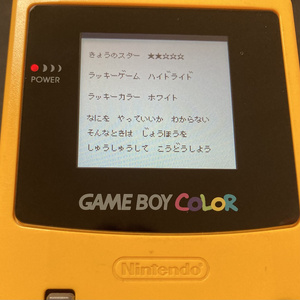 きょうのスター ★★☆☆☆
ラッキーゲーム ハイドライド
ラッキーカラー ホワイト
なにを やっていいか わからない
そんなときは じょうほうを
しゅうしゅうして こうどうしよう
POWER
GAME BOY COLOR
Nintendo